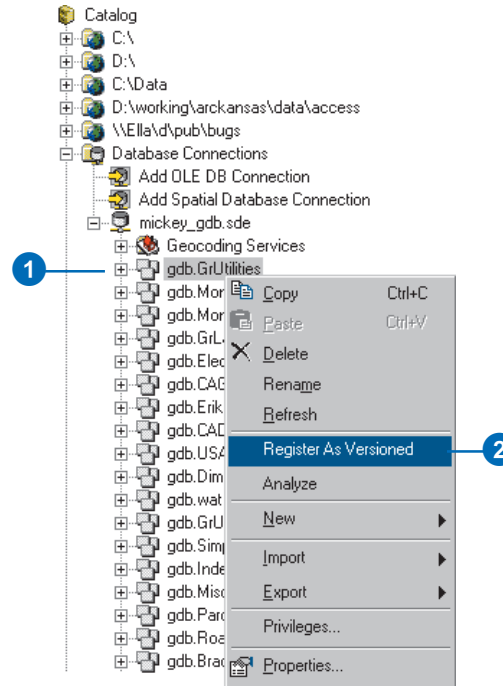 Catalog
C:\
D:\
C:\Data
D:\working\arckansas\data\access
\\Ella\d\pub\bugs
Database Connections
Add OLE DB Connection
Add Spatial Database Connection
mickey_gdb.sde
Geocoding Services
1
gdb.GrUtilities
gdb.Mor
gdb.Mor
gdb.GrL
gdb.Elec
gdb.CAG
gdb.Erik
gdb.CAD
gdb.USA
gdb.Dim
gdb.wat
gdb.GrU
gdb.Sim
gdb.Inde
gdb.Misc
gdb.Parc
gdb.Roa
gdb.Brac
Copy Ctrl+C
Paste Ctrl+V
Delete
Rename
Refresh
Register As Versioned
2
Analyze
New
Import
Export
Privileges...
Properties...